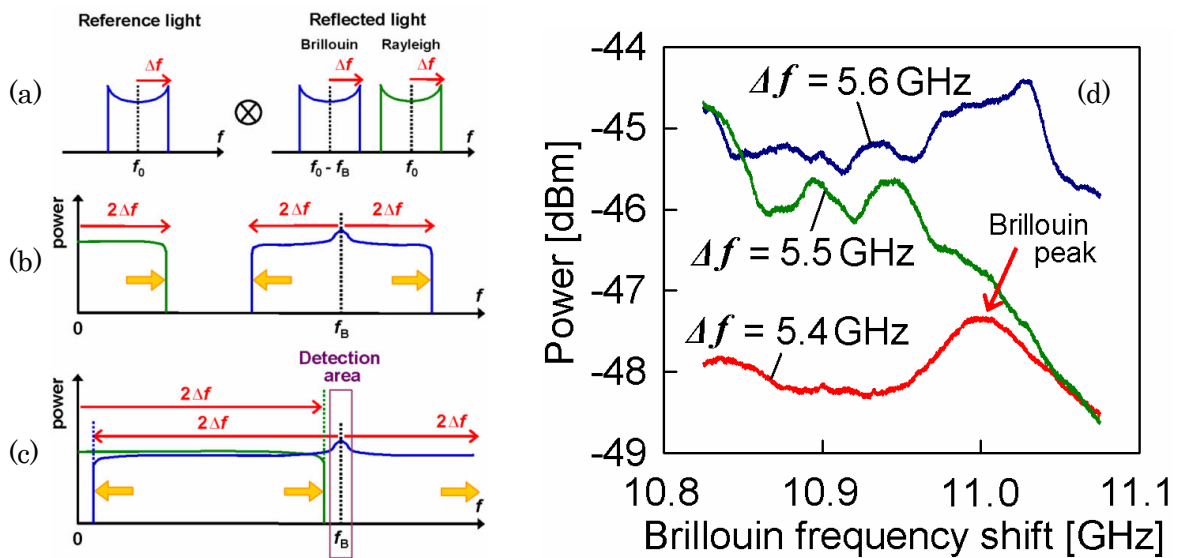 Reference light
Reflected light
Brillouin
Rayleigh
Δf
Δf
Δf
(a)
⊗
f
f
f₀
f₀ - f_B
f₀
power
2Δf
2Δf
2Δf
(b)
f
0
f_B
Detection
area
power
2Δf
2Δf
2Δf
(c)
f
0
f_B
-44
(d)
Δf = 5.6 GHz
-45
-46
Power [dBm]
Δf = 5.5 GHz
Brillouin
peak
-47
Δf = 5.4 GHz
-48
-49
10.8
10.9
11.0
11.1
Brillouin frequency shift [GHz]